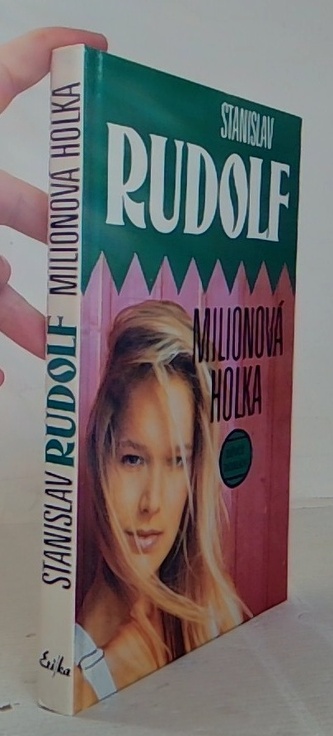 STANISLAV
RUDOLF
MILIONOVÁ
HOLKA
STANISLAV RUDOLF MILIONOVÁ HOLKA
Erika